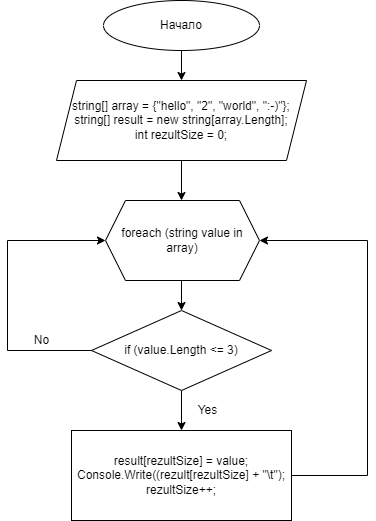 Начало
string[] array = {"hello", "2", "world", ":-)"};
string[] result = new string[array.Length];
int rezultSize = 0;
foreach (string value in
array)
if (value.Length <= 3)
No
Yes
result[rezultSize] = value;
Console.Write((rezult[rezultSize] + "\t");
rezultSize++;